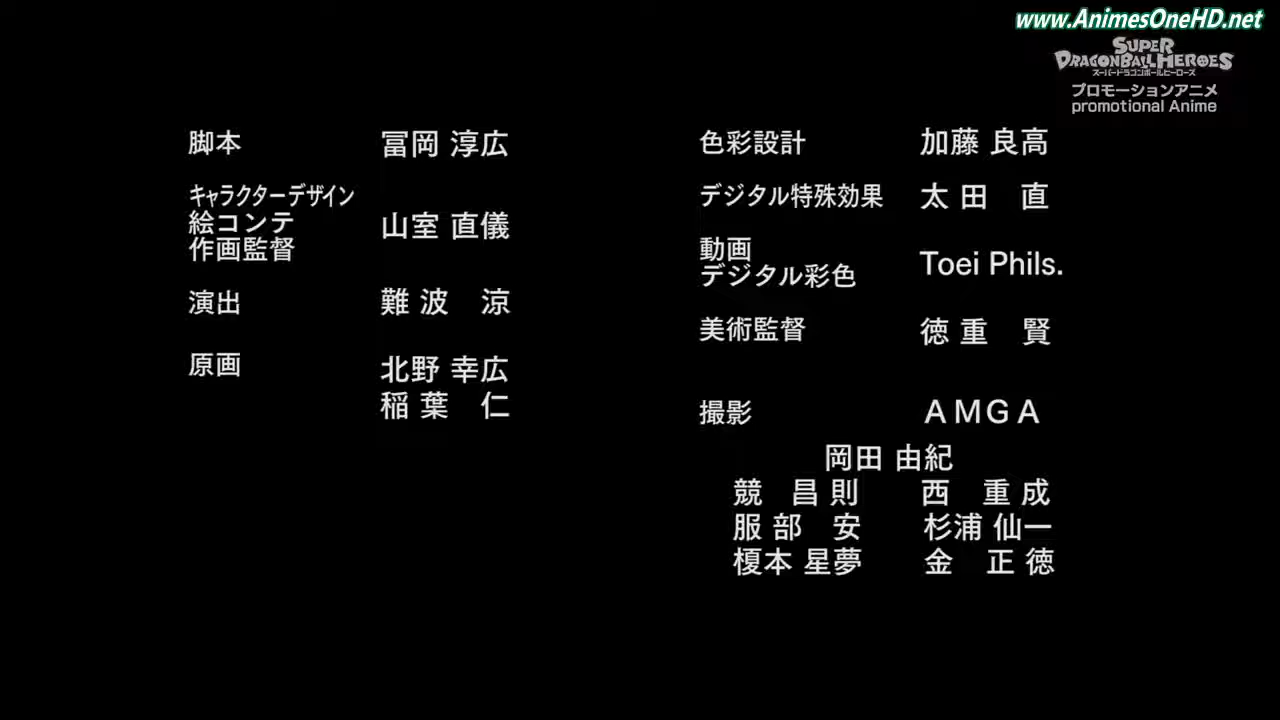 www.AnimesOneHD.net
SUPER
DRAGONBALL HEROES
スーパードラゴンボールヒーローズ
プロモーションアニメ
promotional Anime
脚本 冨岡 淳広
キャラクターデザイン
絵コンテ 山室 直儀
作画監督
演出 難波 涼
原画 北野 幸広
稲葉 仁
色彩設計 加藤 良高
デジタル特殊効果 太田 直
動画
デジタル彩色 Toei Phils.
美術監督 徳重 賢
撮影 AMGA
岡田 由紀
競 昌則 西 重成
服部 安 杉浦 仙一
榎本 星夢 金 正徳